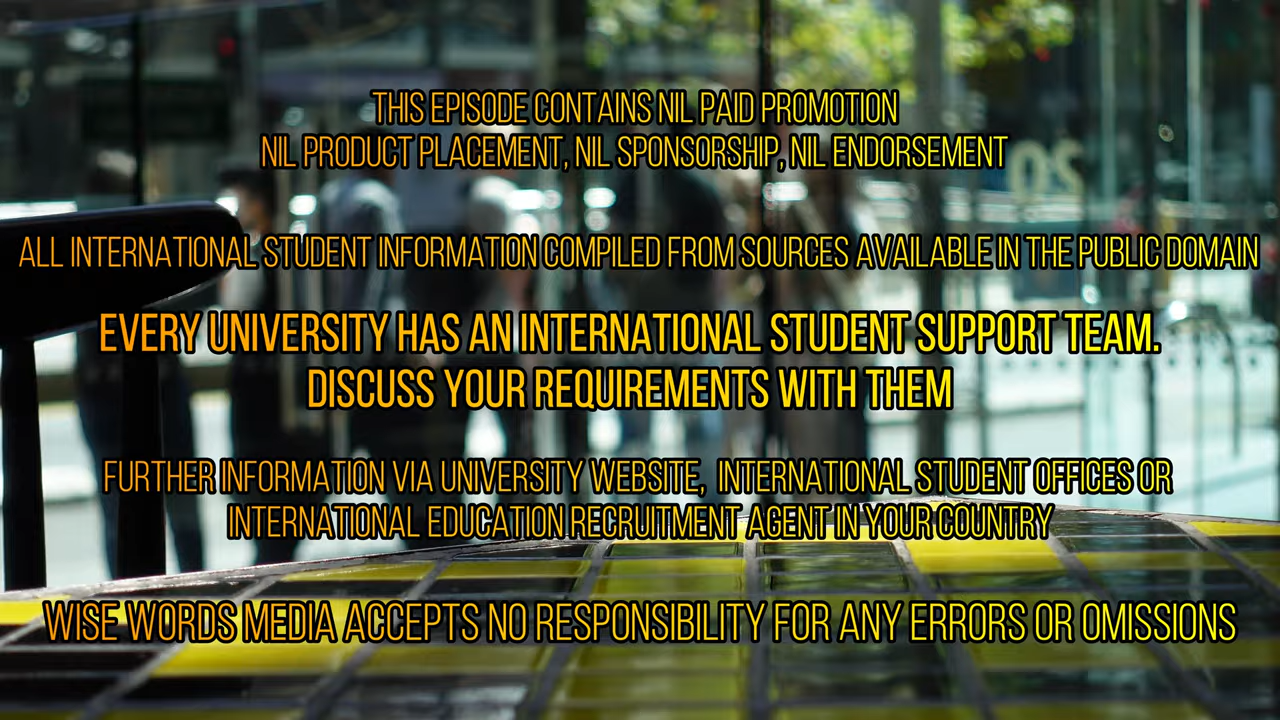 THIS EPISODE CONTAINS NIL PAID PROMOTION
NIL PRODUCT PLACEMENT, NIL SPONSORSHIP, NIL ENDORSEMENT
ALL INTERNATIONAL STUDENT INFORMATION COMPILED FROM SOURCES AVAILABLE IN THE PUBLIC DOMAIN
EVERY UNIVERSITY HAS AN INTERNATIONAL STUDENT SUPPORT TEAM.
DISCUSS YOUR REQUIREMENTS WITH THEM
FURTHER INFORMATION VIA UNIVERSITY WEBSITE, INTERNATIONAL STUDENT OFFICES OR
INTERNATIONAL EDUCATION RECRUITMENT AGENT IN YOUR COUNTRY
WISE WORDS MEDIA ACCEPTS NO RESPONSIBILITY FOR ANY ERRORS OR OMISSIONS